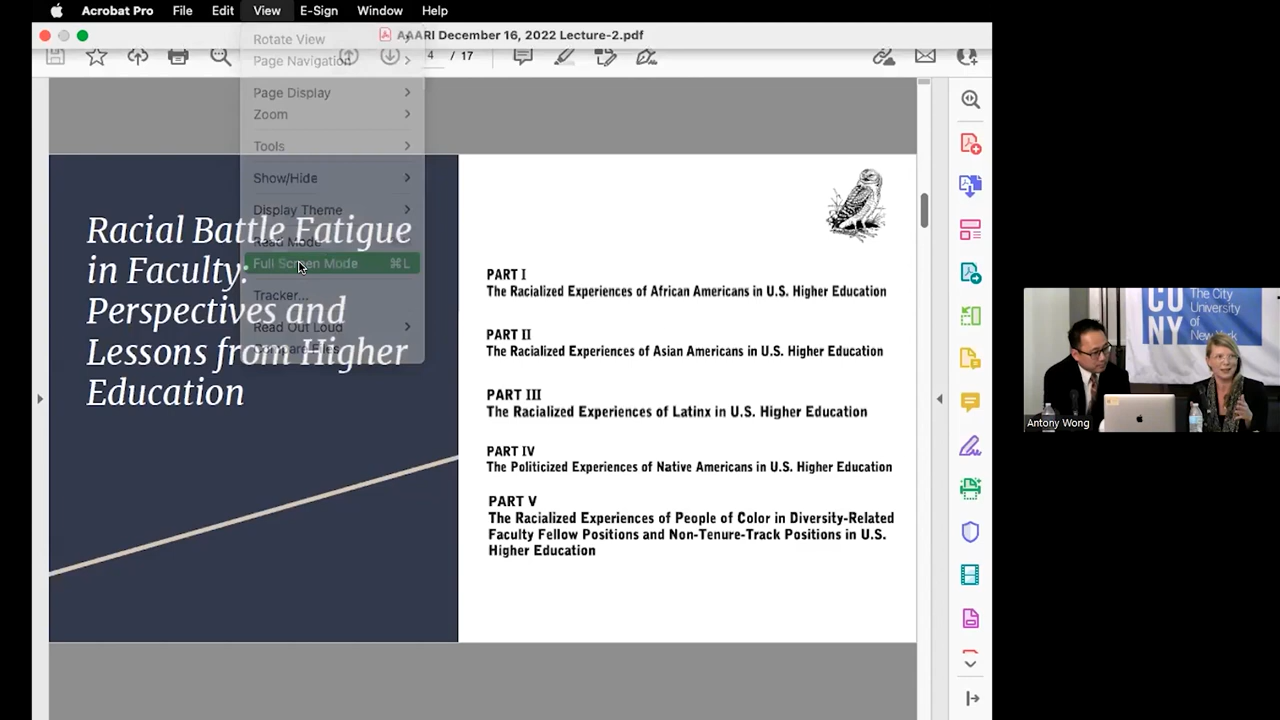 Acrobat Pro File Edit View E-Sign Window Help
AAARI December 16, 2022 Lecture-2.pdf
4 / 17
Rotate View
Page Navigation
Page Display
Zoom
Tools
Show/Hide
Display Theme
Read Mode
Full Screen Mode ⌘L
Tracker...
Read Out Loud
Racial Battle Fatigue
in Faculty:
Perspectives and
Lessons from Higher
Education
PART I
The Racialized Experiences of African Americans in U.S. Higher Education
PART II
The Racialized Experiences of Asian Americans in U.S. Higher Education
PART III
The Racialized Experiences of Latinx in U.S. Higher Education
PART IV
The Politicized Experiences of Native Americans in U.S. Higher Education
PART V
The Racialized Experiences of People of Color in Diversity-Related
Faculty Fellow Positions and Non-Tenure-Track Positions in U.S.
Higher Education
CU
NY
The City
University
of
New York
Antony Wong